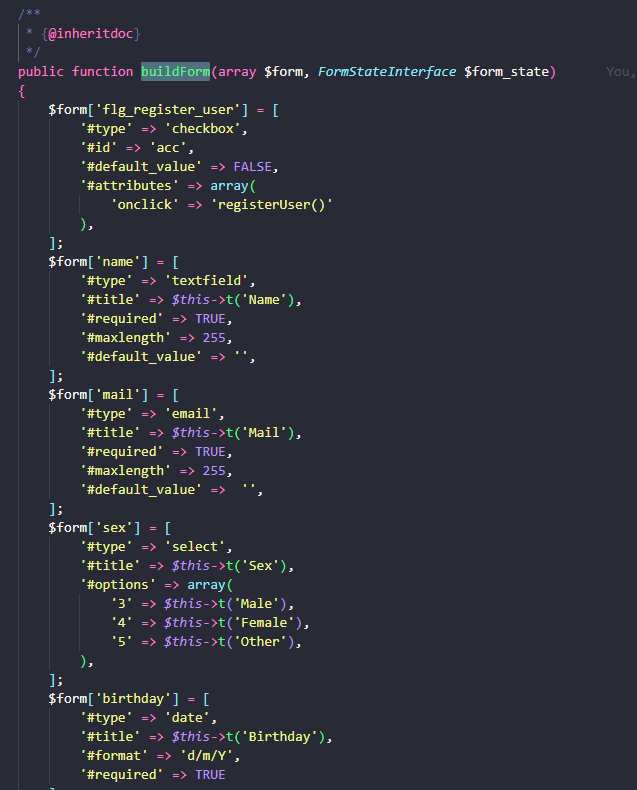 /**
 * {@inheritdoc}
 */
public function buildForm(array $form, FormStateInterface $form_state) You,
{
    $form['flg_register_user'] = [
        '#type' => 'checkbox',
        '#id' => 'acc',
        '#default_value' => FALSE,
        '#attributes' => array(
            'onclick' => 'registerUser()'
        ),
    ];
    $form['name'] = [
        '#type' => 'textfield',
        '#title' => $this->t('Name'),
        '#required' => TRUE,
        '#maxlength' => 255,
        '#default_value' => '',
    ];
    $form['mail'] = [
        '#type' => 'email',
        '#title' => $this->t('Mail'),
        '#required' => TRUE,
        '#maxlength' => 255,
        '#default_value' =>  '',
    ];
    $form['sex'] = [
        '#type' => 'select',
        '#title' => $this->t('Sex'),
        '#options' => array(
            '3' => $this->t('Male'),
            '4' => $this->t('Female'),
            '5' => $this->t('Other'),
        ),
    ];
    $form['birthday'] = [
        '#type' => 'date',
        '#title' => $this->t('Birthday'),
        '#format' => 'd/m/Y',
        '#required' => TRUE